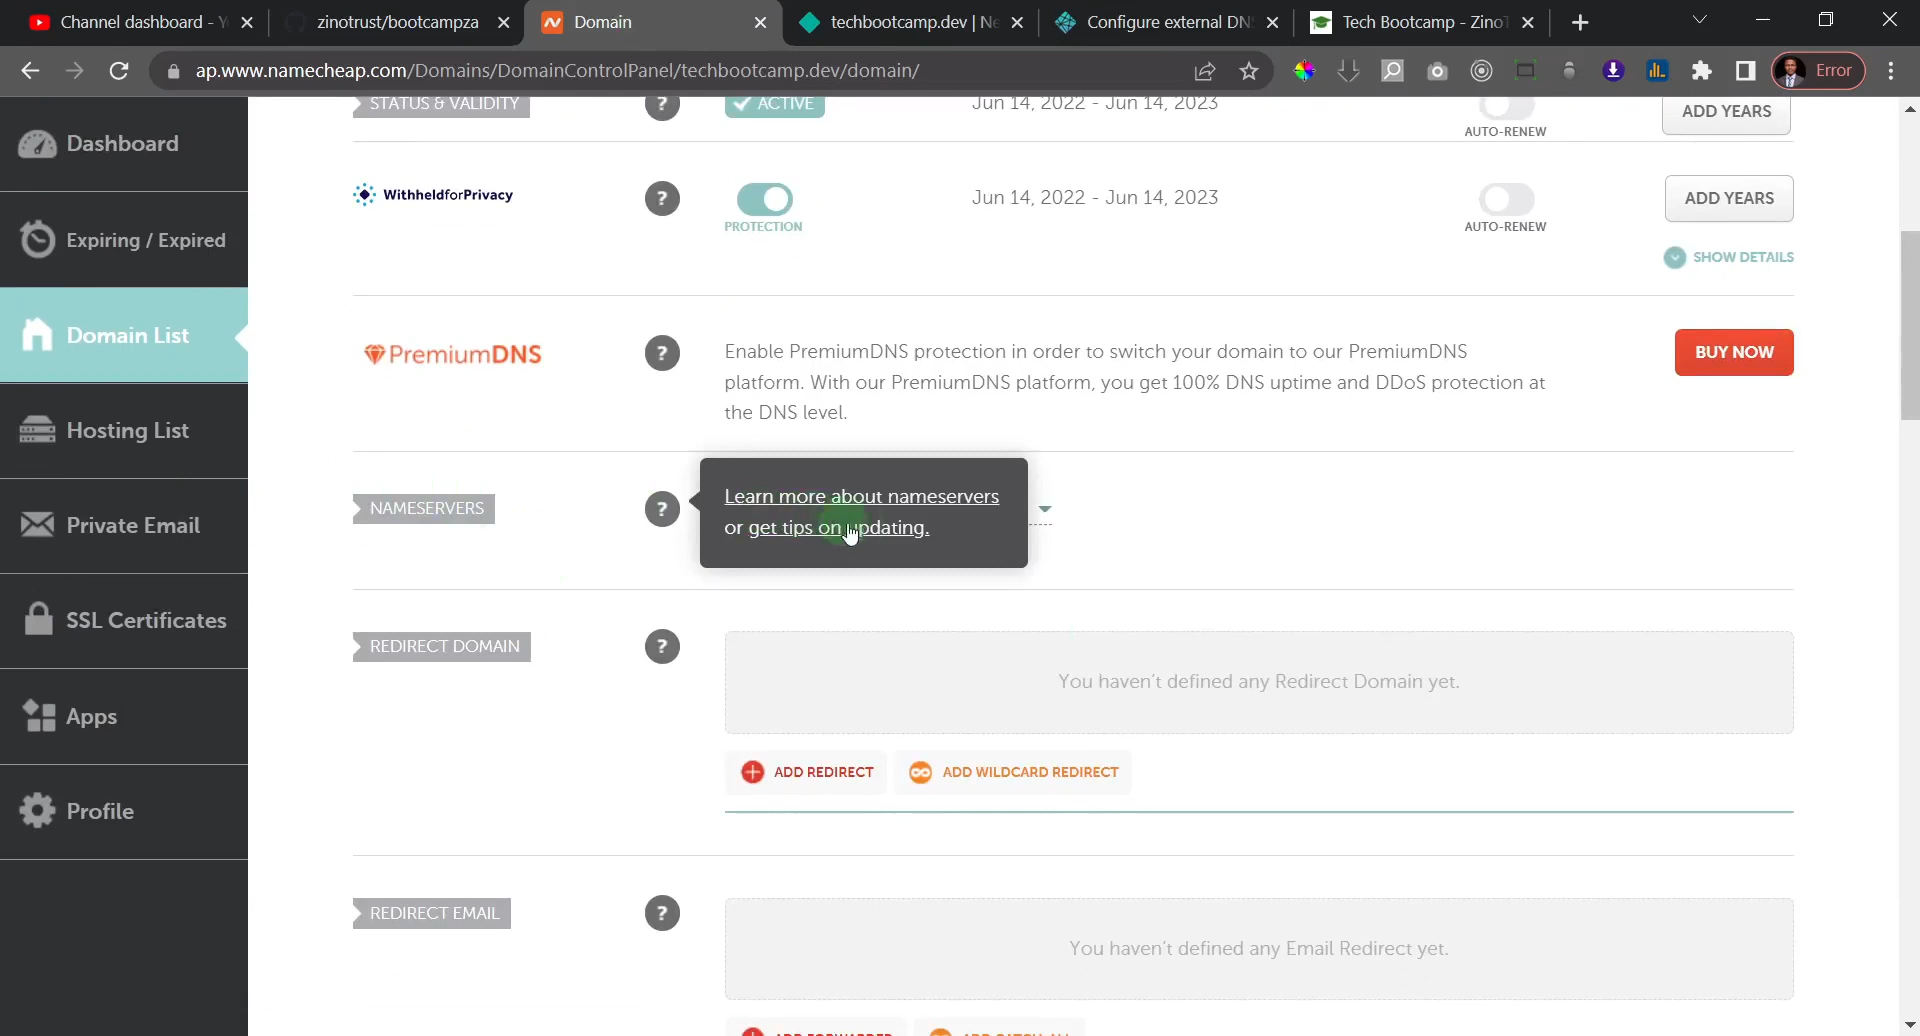 Channel dashboard - Y
zinotrust/bootcampza
Domain
techbootcamp.dev | Ne
Configure external DN
Tech Bootcamp - ZinoT
ap.www.namecheap.com/Domains/DomainControlPanel/techbootcamp.dev/domain/
Error
Dashboard
Expiring / Expired
Domain List
Hosting List
Private Email
SSL Certificates
Apps
Profile
STATUS & VALIDITY
?
ACTIVE
Jun 14, 2022 - Jun 14, 2023
AUTO-RENEW
ADD YEARS
WithheldforPrivacy
?
PROTECTION
Jun 14, 2022 - Jun 14, 2023
AUTO-RENEW
ADD YEARS
SHOW DETAILS
PremiumDNS
?
Enable PremiumDNS protection in order to switch your domain to our PremiumDNS
platform. With our PremiumDNS platform, you get 100% DNS uptime and DDoS protection at
the DNS level.
BUY NOW
NAMESERVERS
?
Learn more about nameservers
or get tips on updating.
REDIRECT DOMAIN
?
You haven't defined any Redirect Domain yet.
ADD REDIRECT
ADD WILDCARD REDIRECT
REDIRECT EMAIL
?
You haven't defined any Email Redirect yet.
ADD FORWARDER
ADD CATCH-ALL